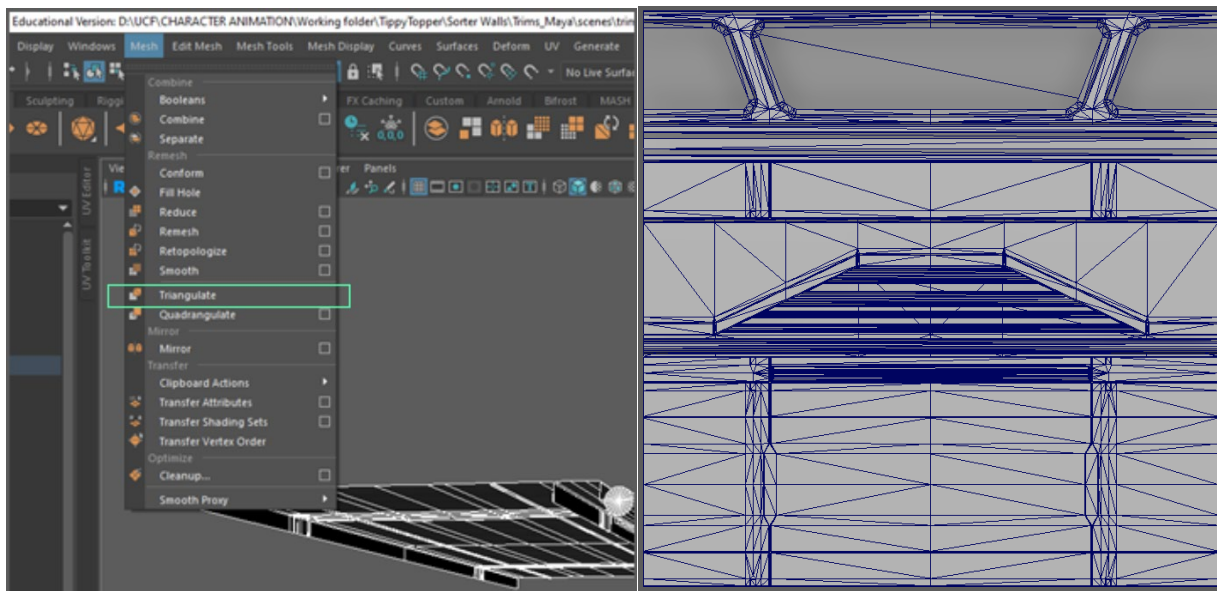 Educational Version: D:\UCF\CHARACTER ANIMATION\Working folder\TippyTopper\Sorter Walls\Trims_Maya\scenes\trim
Display Windows Mesh Edit Mesh Mesh Tools Mesh Display Curves Surfaces Deform UV Generate
No Live Surfac
Sculpting Riggi FX Caching Custom Arnold Bifrost MASH
0,0,0
Vie rer Panels
UV Editor
UV Toolkit
Combine
Booleans
Combine
Separate
Remesh
Conform
Fill Hole
Reduce
Remesh
Retopologize
Smooth
Triangulate
Quadrangulate
Mirror
Mirror
Transfer
Clipboard Actions
Transfer Attributes
Transfer Shading Sets
Transfer Vertex Order
Optimize
Cleanup...
Smooth Proxy